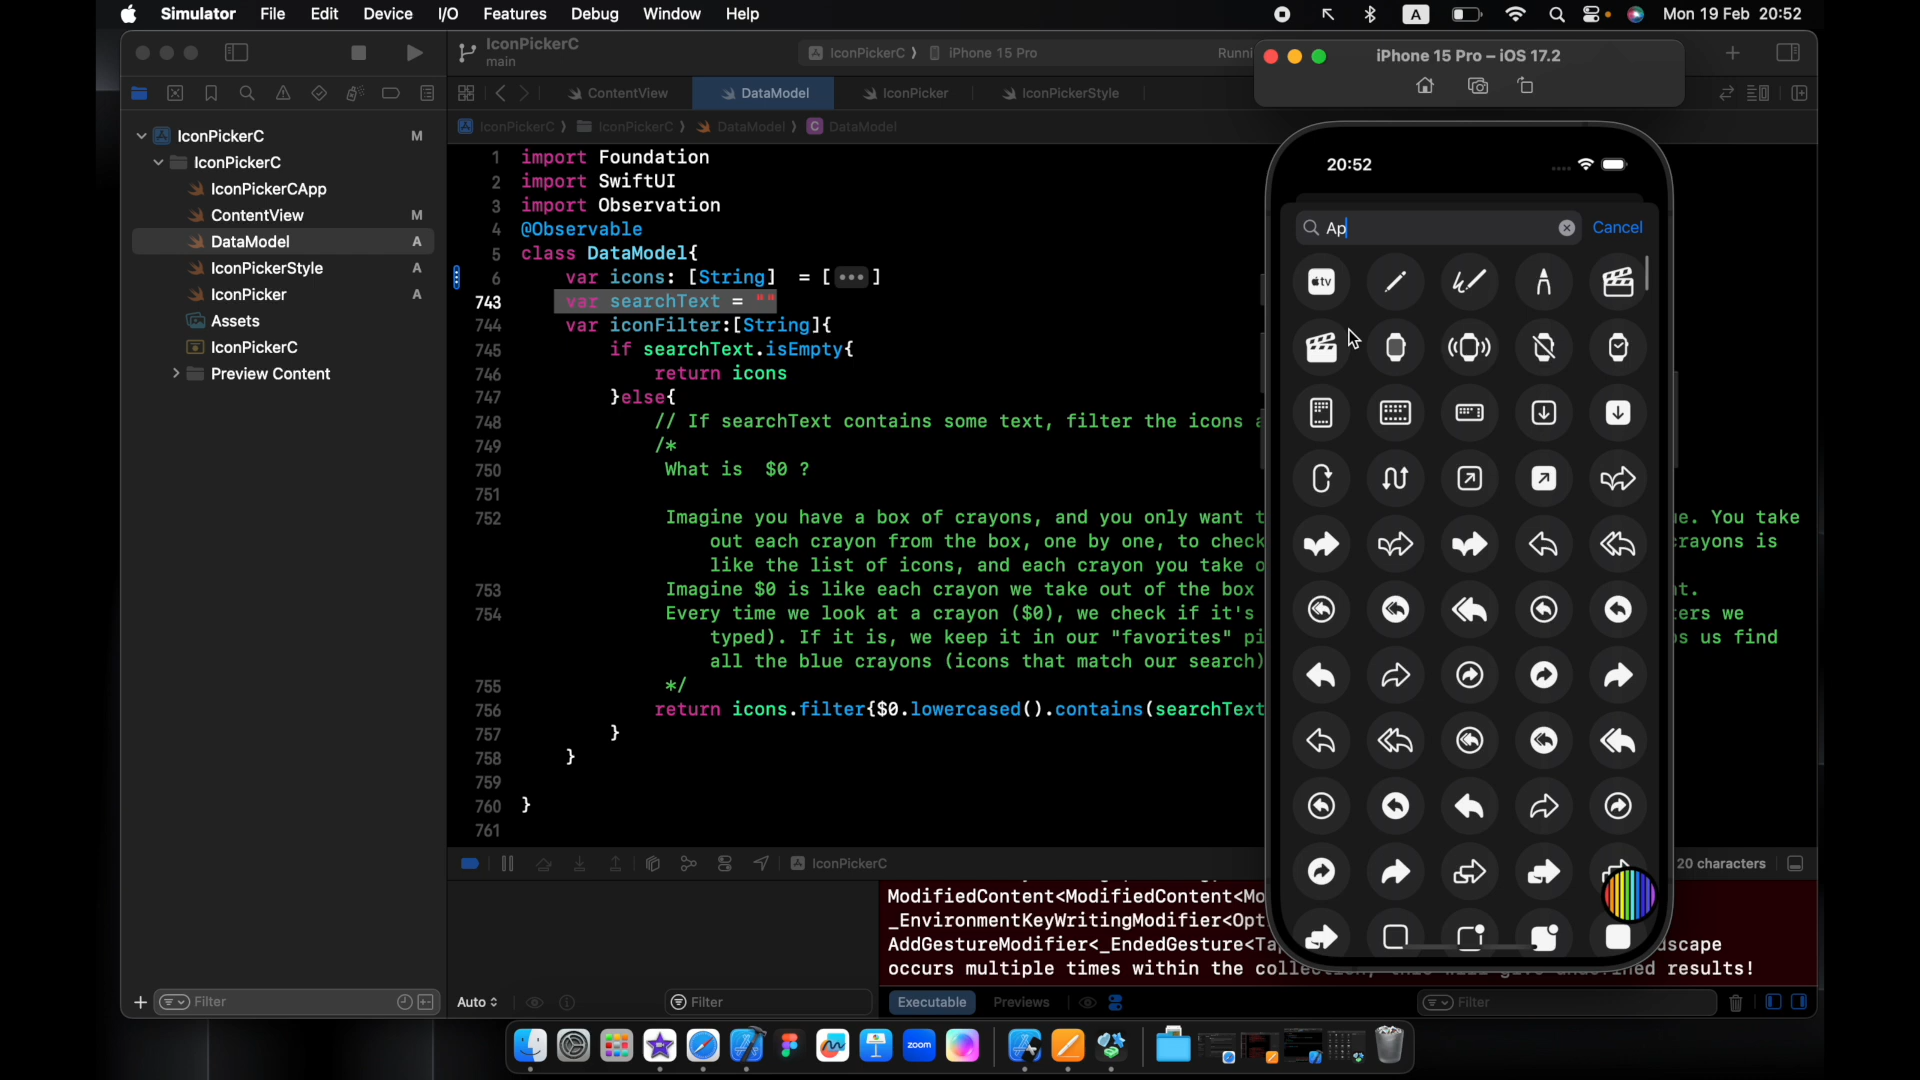 Simulator File Edit Device I/O Features Debug Window Help A Mon 19 Feb 20:52
IconPickerC
main
IconPickerC iPhone 15 Pro Runni
iPhone 15 Pro – iOS 17.2
ContentView DataModel IconPicker IconPickerStyle
IconPickerC IconPickerC DataModel C DataModel
IconPickerC M
IconPickerC
IconPickerCApp
ContentView M
DataModel A
IconPickerStyle A
IconPicker A
Assets
IconPickerC
Preview Content
1 import Foundation
2 import SwiftUI
3 import Observation
4 @Observable
5 class DataModel{
6 var icons: [String] = [ ••• ]
743 var searchText = ""
744 var iconFilter:[String]{
745 if searchText.isEmpty{
746 return icons
747 }else{
748 // If searchText contains some text, filter the icons a
749 /*
750 What is $0 ?
751
752 Imagine you have a box of crayons, and you only want t e. You take
out each crayon from the box, one by one, to check rayons is
like the list of icons, and each crayon you take o
753 Imagine $0 is like each crayon we take out of the box t.
754 Every time we look at a crayon ($0), we check if it's ters we
typed). If it is, we keep it in our "favorites" pi s us find
all the blue crayons (icons that match our search)
755 */
756 return icons.filter{$0.lowercased().contains(searchText
757 }
758 }
759
760 }
761
20:52
Ap Cancel
tv
IconPickerC 20 characters
ModifiedContent<ModifiedContent<Mo
_EnvironmentKeyWritingModifier<Opt
AddGestureModifier<_EndedGesture<Ta dscape
occurs multiple times within the collection, this will give undefined results!
Filter Auto Filter Executable Previews Filter
zoom